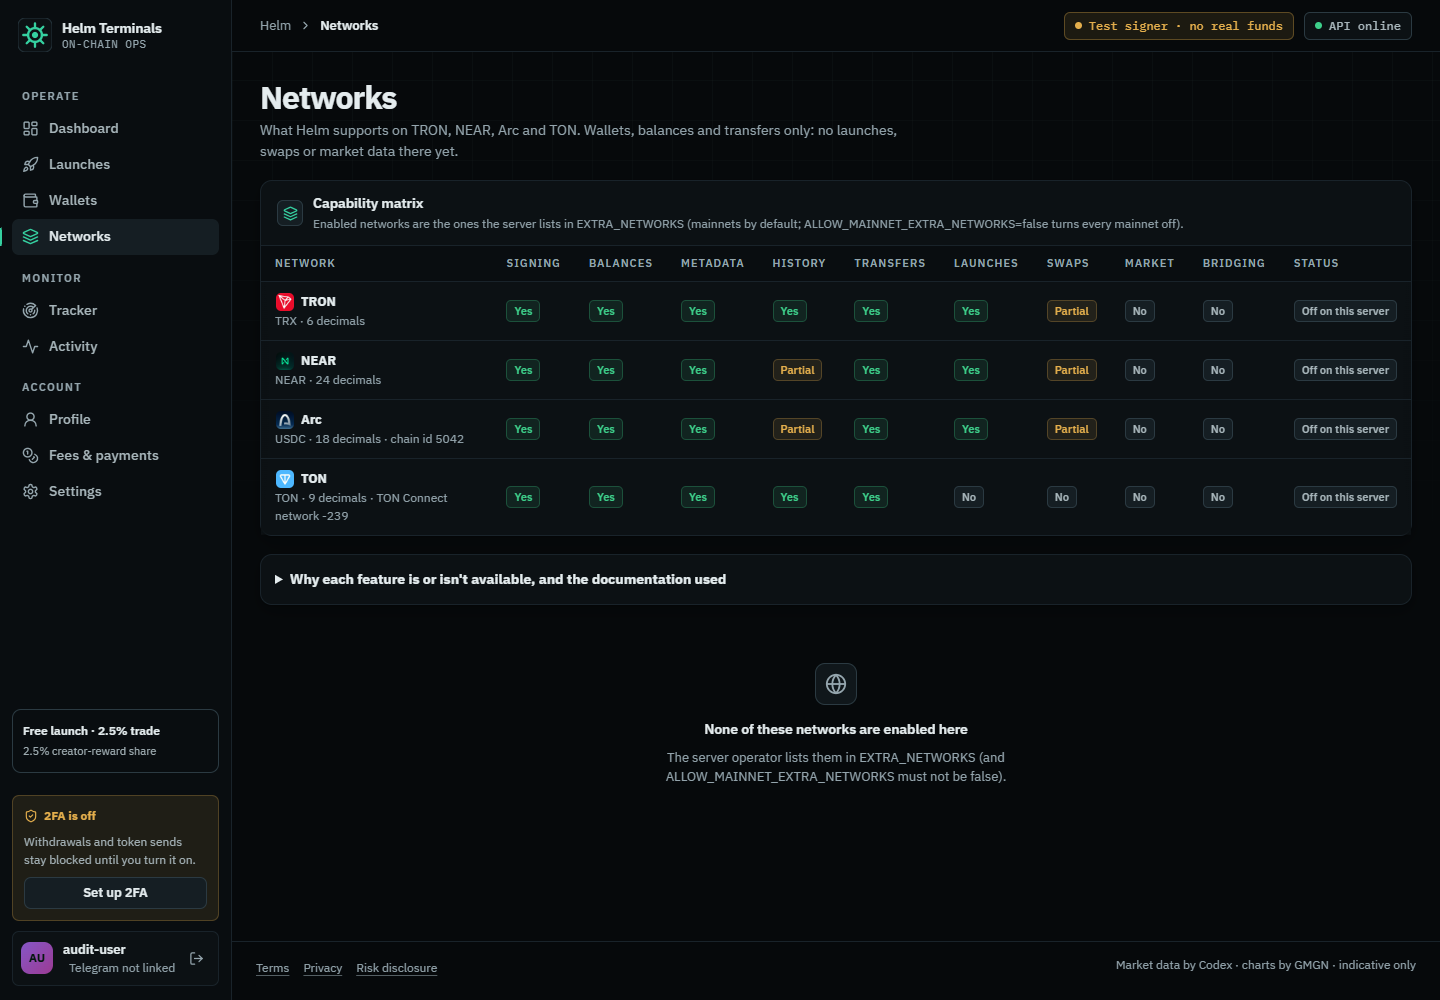 Helm Terminals
ON-CHAIN OPS
OPERATE
Dashboard
Launches
Wallets
Networks
MONITOR
Tracker
Activity
ACCOUNT
Profile
Fees & payments
Settings
Free launch · 2.5% trade
2.5% creator-reward share
2FA is off
Withdrawals and token sends
stay blocked until you turn it on.
Set up 2FA
AU
audit-user
Telegram not linked
Helm > Networks
Test signer · no real funds
API online
Networks
What Helm supports on TRON, NEAR, Arc and TON. Wallets, balances and transfers only: no launches,
swaps or market data there yet.
Capability matrix
Enabled networks are the ones the server lists in EXTRA_NETWORKS (mainnets by default; ALLOW_MAINNET_EXTRA_NETWORKS=false turns every mainnet off).
NETWORK SIGNING BALANCES METADATA HISTORY TRANSFERS LAUNCHES SWAPS MARKET BRIDGING STATUS
TRON
TRX · 6 decimals
Yes Yes Yes Yes Yes Yes Partial No No Off on this server
NEAR
NEAR · 24 decimals
Yes Yes Yes Partial Yes Yes Partial No No Off on this server
Arc
USDC · 18 decimals · chain id 5042
Yes Yes Yes Partial Yes Yes Partial No No Off on this server
TON
TON · 9 decimals · TON Connect
network -239
Yes Yes Yes Yes Yes No No No No Off on this server
Why each feature is or isn't available, and the documentation used
None of these networks are enabled here
The server operator lists them in EXTRA_NETWORKS (and
ALLOW_MAINNET_EXTRA_NETWORKS must not be false).
Terms Privacy Risk disclosure
Market data by Codex · charts by GMGN · indicative only